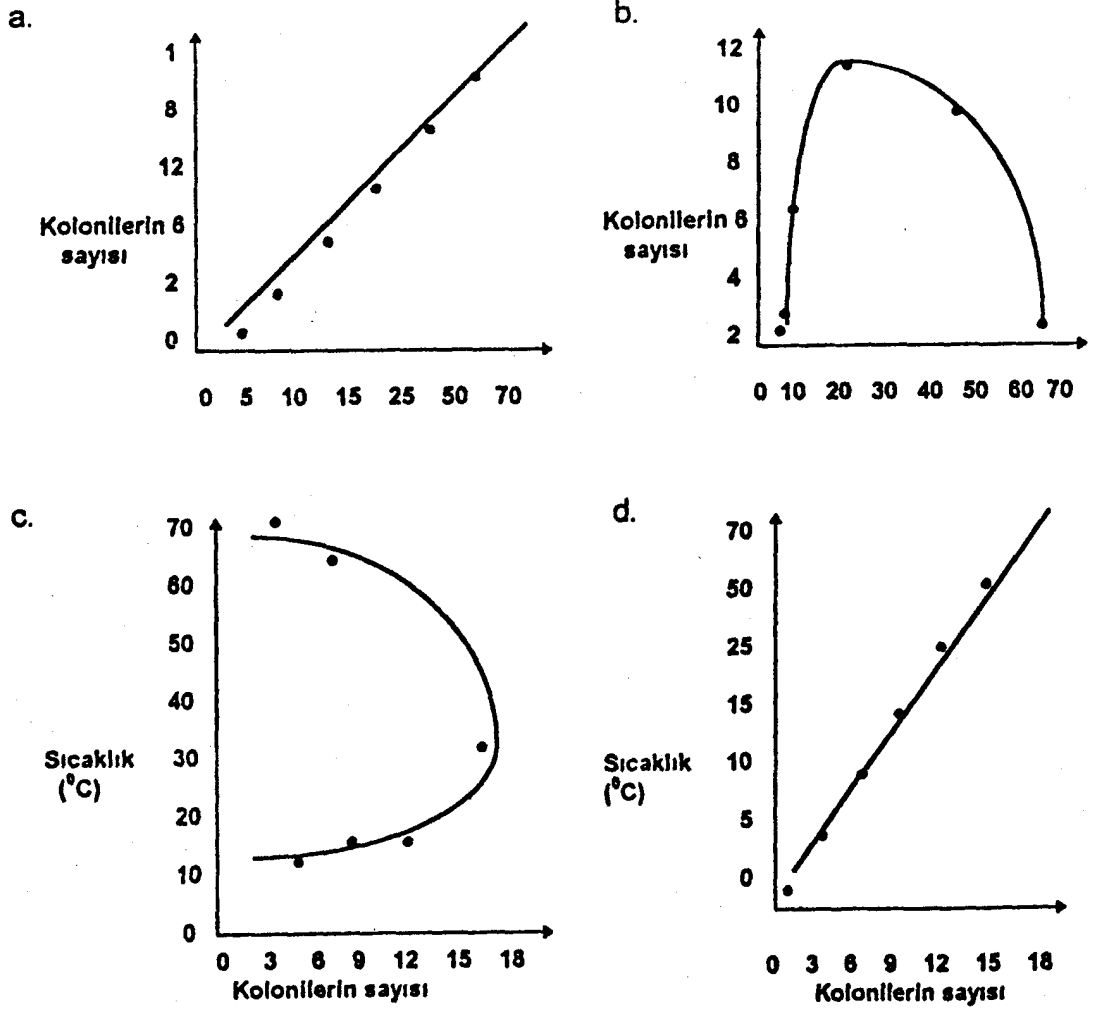 a.
1
8
12
Kolonilerin 6
sayısı
2
0
0 5 10 15 25 50 70
b.
12
10
8
Kolonilerin 6
sayısı
4
2
0 10 20 30 40 50 60 70
c.
70
60
50
40
Sıcaklık
30
(⁰C)
20
10
0
0 3 6 9 12 15 18
Kolonilerin sayısı
d.
70
50
25
15
Sıcaklık 10
(⁰C)
5
0
0 3 6 9 12 15 18
Kolonilerin sayısı